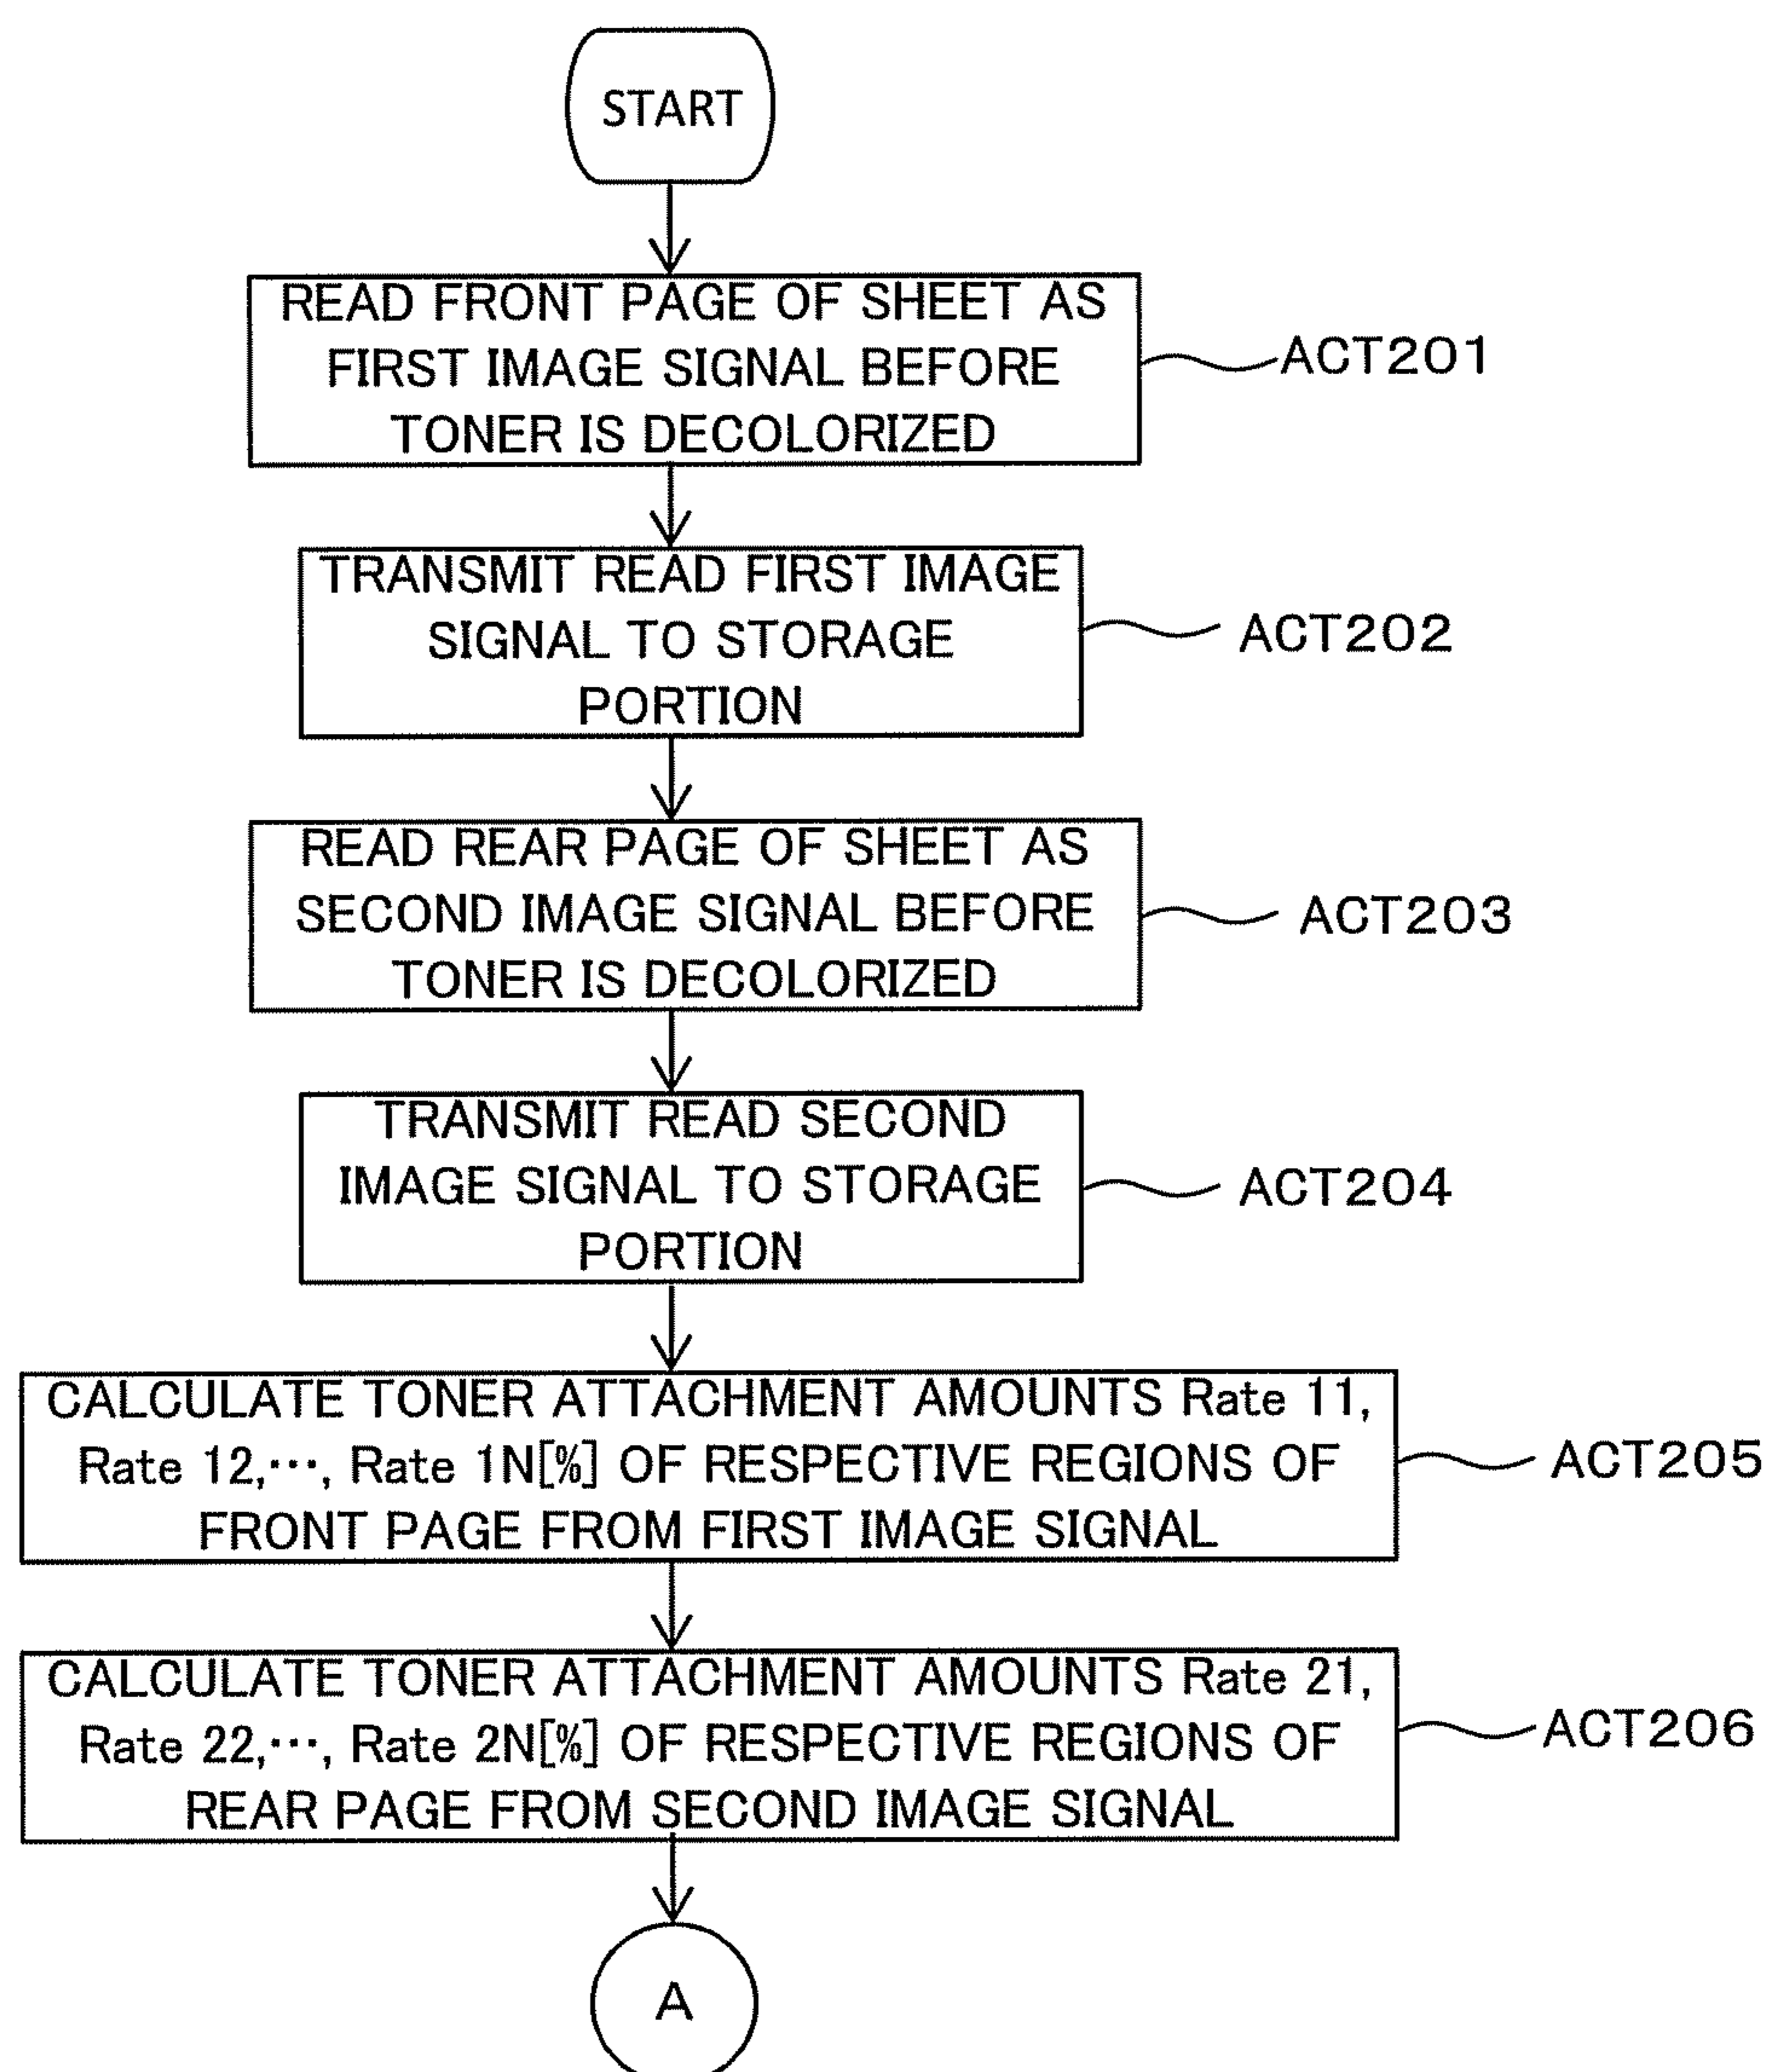 START
READ FRONT PAGE OF SHEET AS
FIRST IMAGE SIGNAL BEFORE
TONER IS DECOLORIZED
ACT201
TRANSMIT READ FIRST IMAGE
SIGNAL TO STORAGE
PORTION
ACT202
READ REAR PAGE OF SHEET AS
SECOND IMAGE SIGNAL BEFORE
TONER IS DECOLORIZED
ACT203
TRANSMIT READ SECOND
IMAGE SIGNAL TO STORAGE
PORTION
ACT204
CALCULATE TONER ATTACHMENT AMOUNTS Rate 11,
Rate 12,···, Rate 1N[%] OF RESPECTIVE REGIONS OF
FRONT PAGE FROM FIRST IMAGE SIGNAL
ACT205
CALCULATE TONER ATTACHMENT AMOUNTS Rate 21,
Rate 22,···, Rate 2N[%] OF RESPECTIVE REGIONS OF
REAR PAGE FROM SECOND IMAGE SIGNAL
ACT206
A